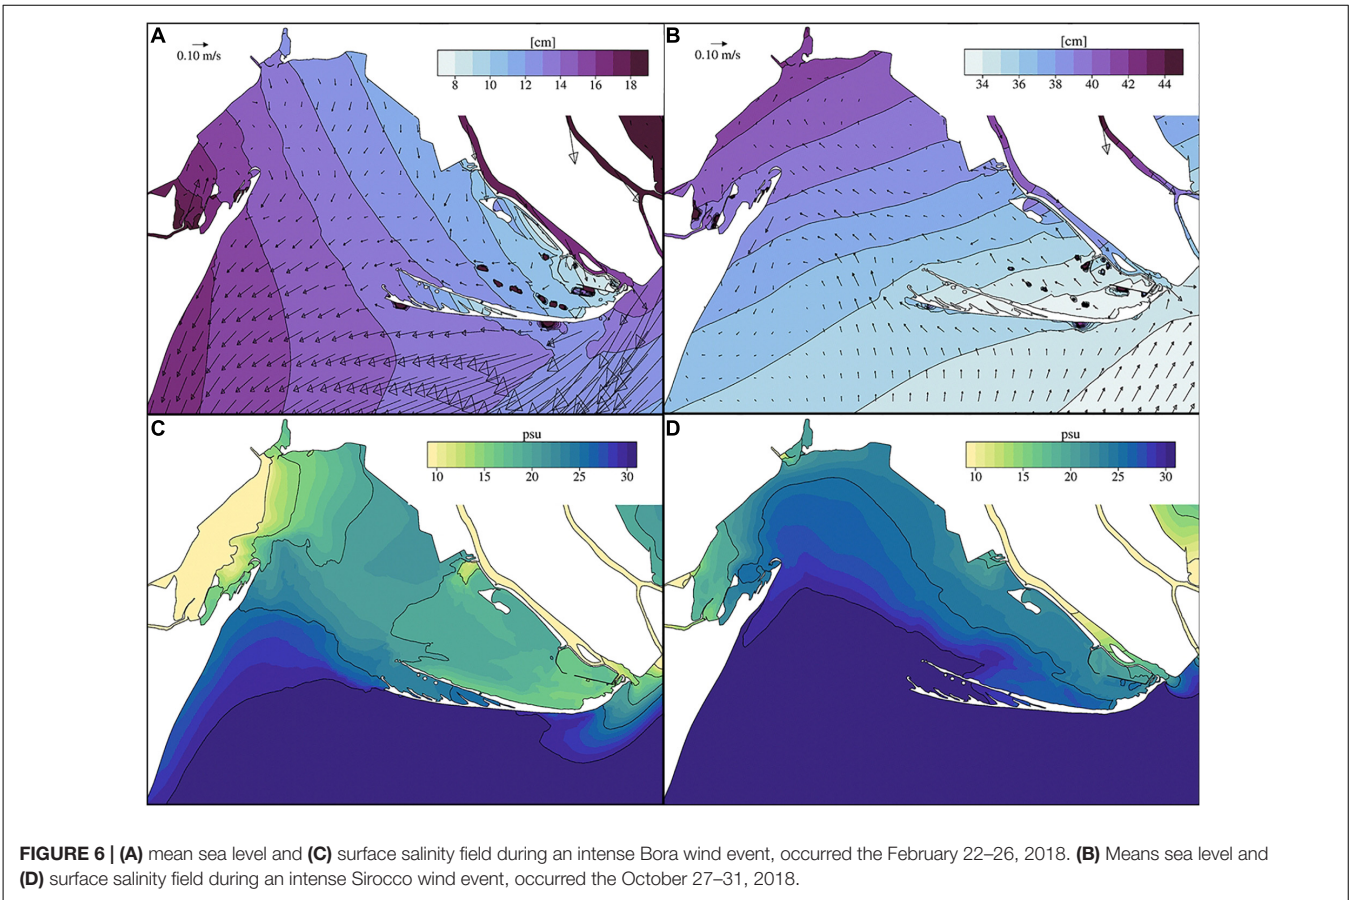 A
0.10 m/s
[cm]
8 10 12 14 16 18
B
0.10 m/s
[cm]
34 36 38 40 42 44
C
psu
10 15 20 25 30
D
psu
10 15 20 25 30
FIGURE 6 | (A) mean sea level and (C) surface salinity field during an intense Bora wind event, occurred the February 22–26, 2018. (B) Means sea level and
(D) surface salinity field during an intense Sirocco wind event, occurred the October 27–31, 2018.